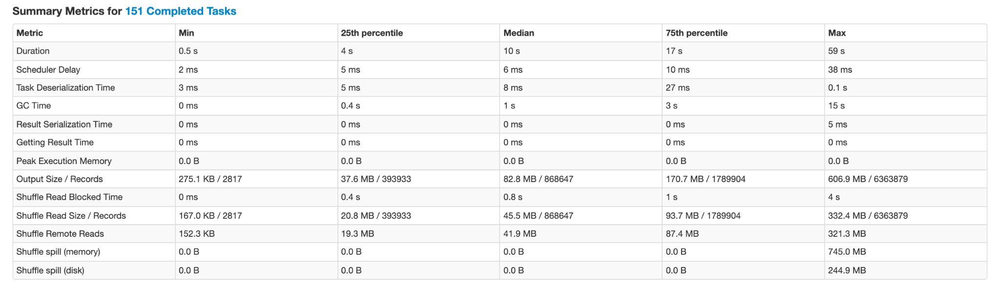 Summary Metrics for 151 Completed Tasks
Metric Min 25th percentile Median 75th percentile Max
Duration 0.5 s 4 s 10 s 17 s 59 s
Scheduler Delay 2 ms 5 ms 6 ms 10 ms 38 ms
Task Deserialization Time 3 ms 5 ms 8 ms 27 ms 0.1 s
GC Time 0 ms 0.4 s 1 s 3 s 15 s
Result Serialization Time 0 ms 0 ms 0 ms 0 ms 5 ms
Getting Result Time 0 ms 0 ms 0 ms 0 ms 0 ms
Peak Execution Memory 0.0 B 0.0 B 0.0 B 0.0 B 0.0 B
Output Size / Records 275.1 KB / 2817 37.6 MB / 393933 82.8 MB / 868647 170.7 MB / 1789904 606.9 MB / 6363879
Shuffle Read Blocked Time 0 ms 0.4 s 0.8 s 1 s 4 s
Shuffle Read Size / Records 167.0 KB / 2817 20.8 MB / 393933 45.5 MB / 868647 93.7 MB / 1789904 332.4 MB / 6363879
Shuffle Remote Reads 152.3 KB 19.3 MB 41.9 MB 87.4 MB 321.3 MB
Shuffle spill (memory) 0.0 B 0.0 B 0.0 B 0.0 B 745.0 MB
Shuffle spill (disk) 0.0 B 0.0 B 0.0 B 0.0 B 244.9 MB